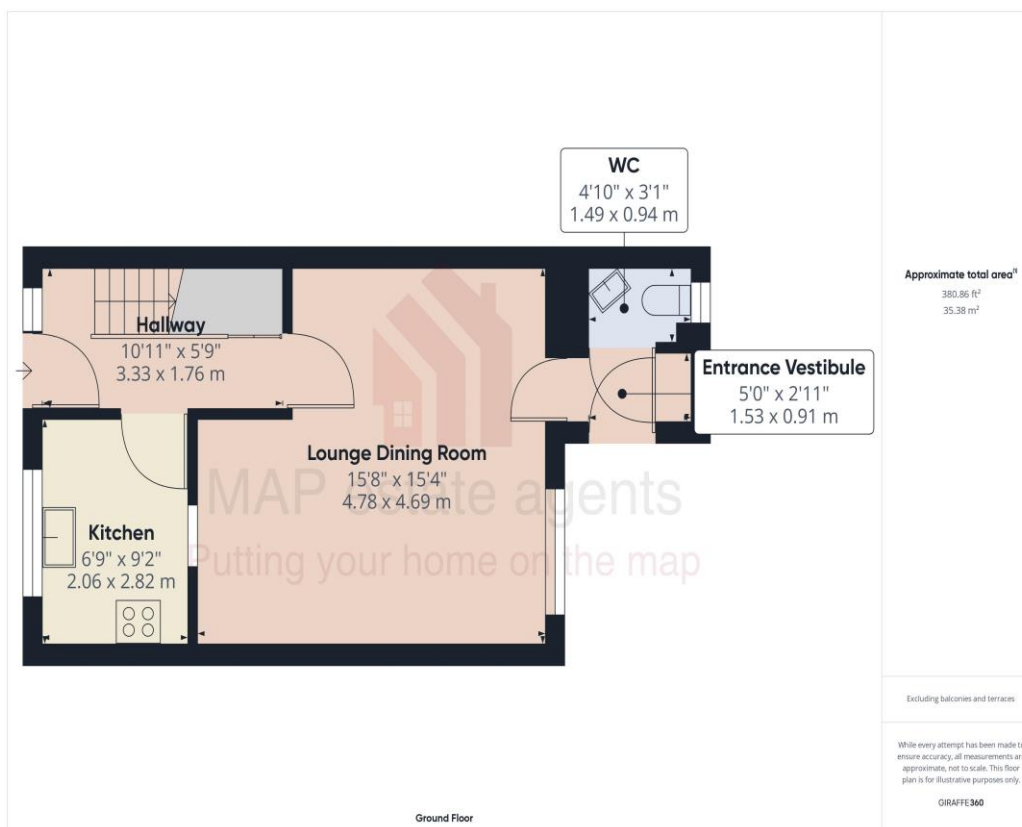 WC
4'10" x 3'1"
1.49 x 0.94 m
Hallway
10'11" x 5'9"
3.33 x 1.76 m
Entrance Vestibule
5'0" x 2'11"
1.53 x 0.91 m
Lounge Dining Room
15'8" x 15'4"
4.78 x 4.69 m
MAP estate agents
Putting your home on the map
Kitchen
6'9" x 9'2"
2.06 x 2.82 m
Ground Floor
Approximate total area⁽¹⁾
380.86 ft²
35.38 m²
Excluding balconies and terraces
While every attempt has been made to
ensure accuracy, all measurements are
approximate, not to scale. This floor
plan is for illustrative purposes only.
GIRAFFE360